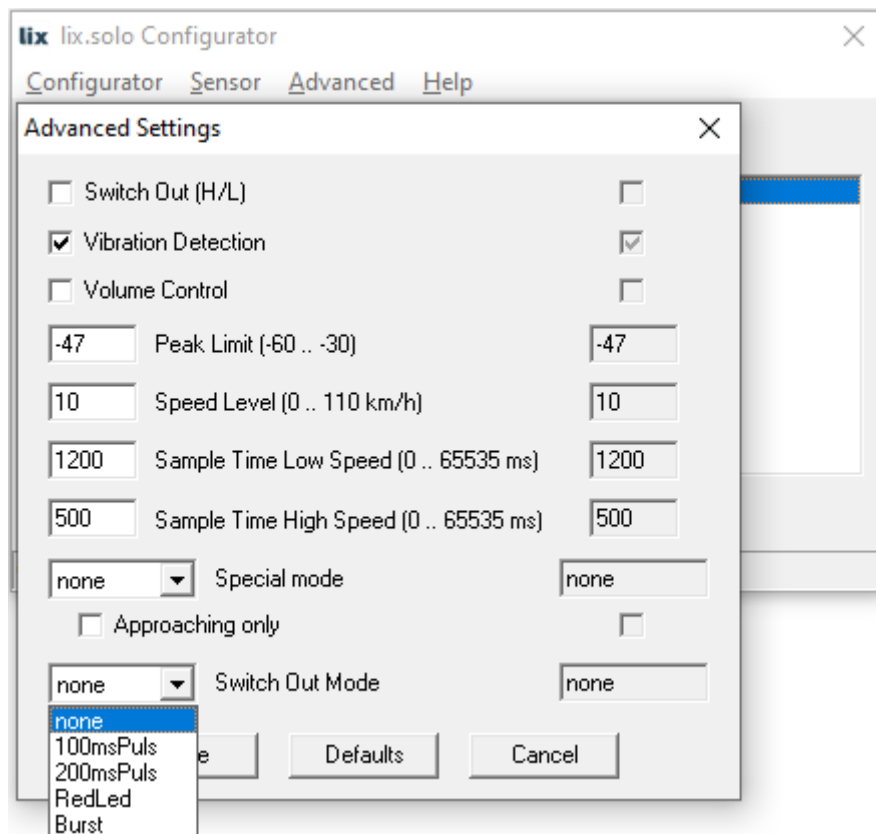 lix lix.solo Configurator
Configurator Sensor Advanced Help
Advanced Settings
Switch Out (H/L)
Vibration Detection
Volume Control
-47 Peak Limit (-60 .. -30) -47
10 Speed Level (0 .. 110 km/h) 10
1200 Sample Time Low Speed (0 .. 65535 ms) 1200
500 Sample Time High Speed (0 .. 65535 ms) 500
none Special mode none
Approaching only
none Switch Out Mode none
none
100msPuls
200msPuls
RedLed
Burst
e Defaults Cancel